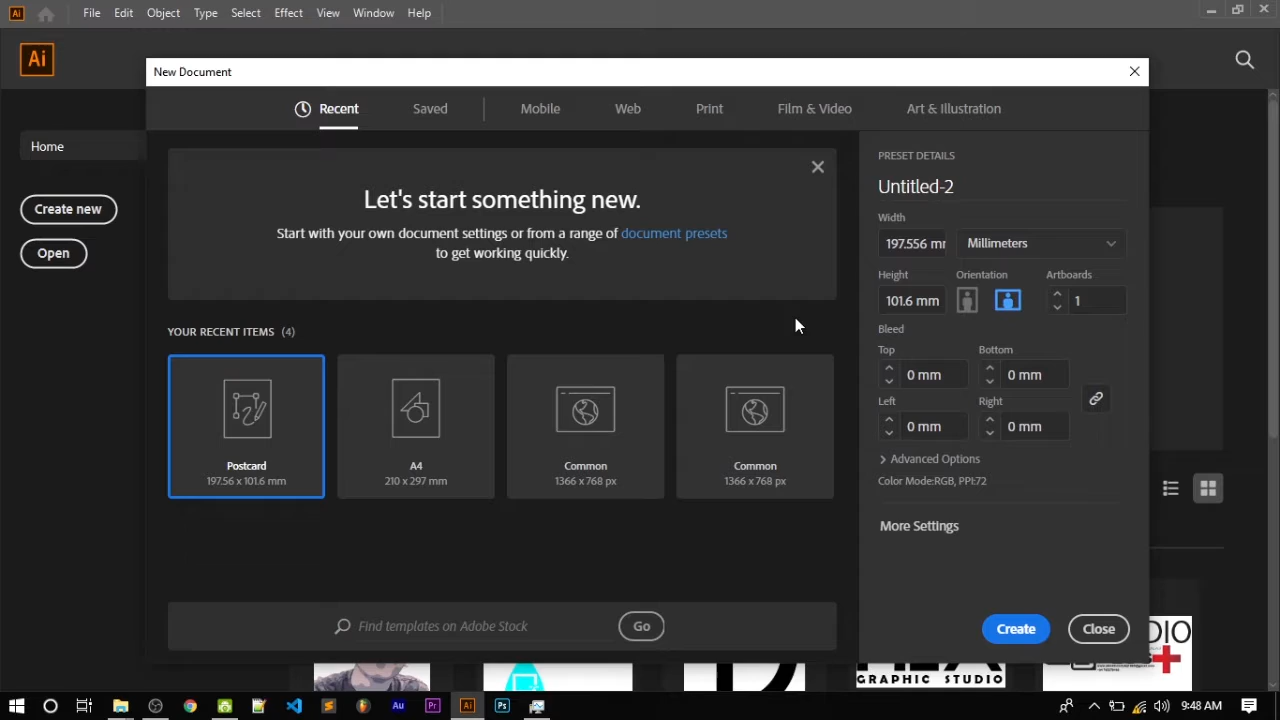 Ai File Edit Object Type Select Effect View Window Help
Ai
New Document
Recent Saved Mobile Web Print Film & Video Art & Illustration
Home
Create new
Open
Let's start something new.
Start with your own document settings or from a range of document presets
to get working quickly.
YOUR RECENT ITEMS (4)
Postcard
197.56 x 101.6 mm
A4
210 x 297 mm
Common
1366 x 768 px
Common
1366 x 768 px
Find templates on Adobe Stock
Go
PRESET DETAILS
Untitled-2
Width
197.556 mm Millimeters
Height Orientation Artboards
101.6 mm 1
Bleed
Top Bottom
0 mm 0 mm
Left Right
0 mm 0 mm
> Advanced Options
Color Mode:RGB, PPI:72
More Settings
Create Close
GRAPHIC STUDIO
Au Pr Ai Ps
9:48 AM